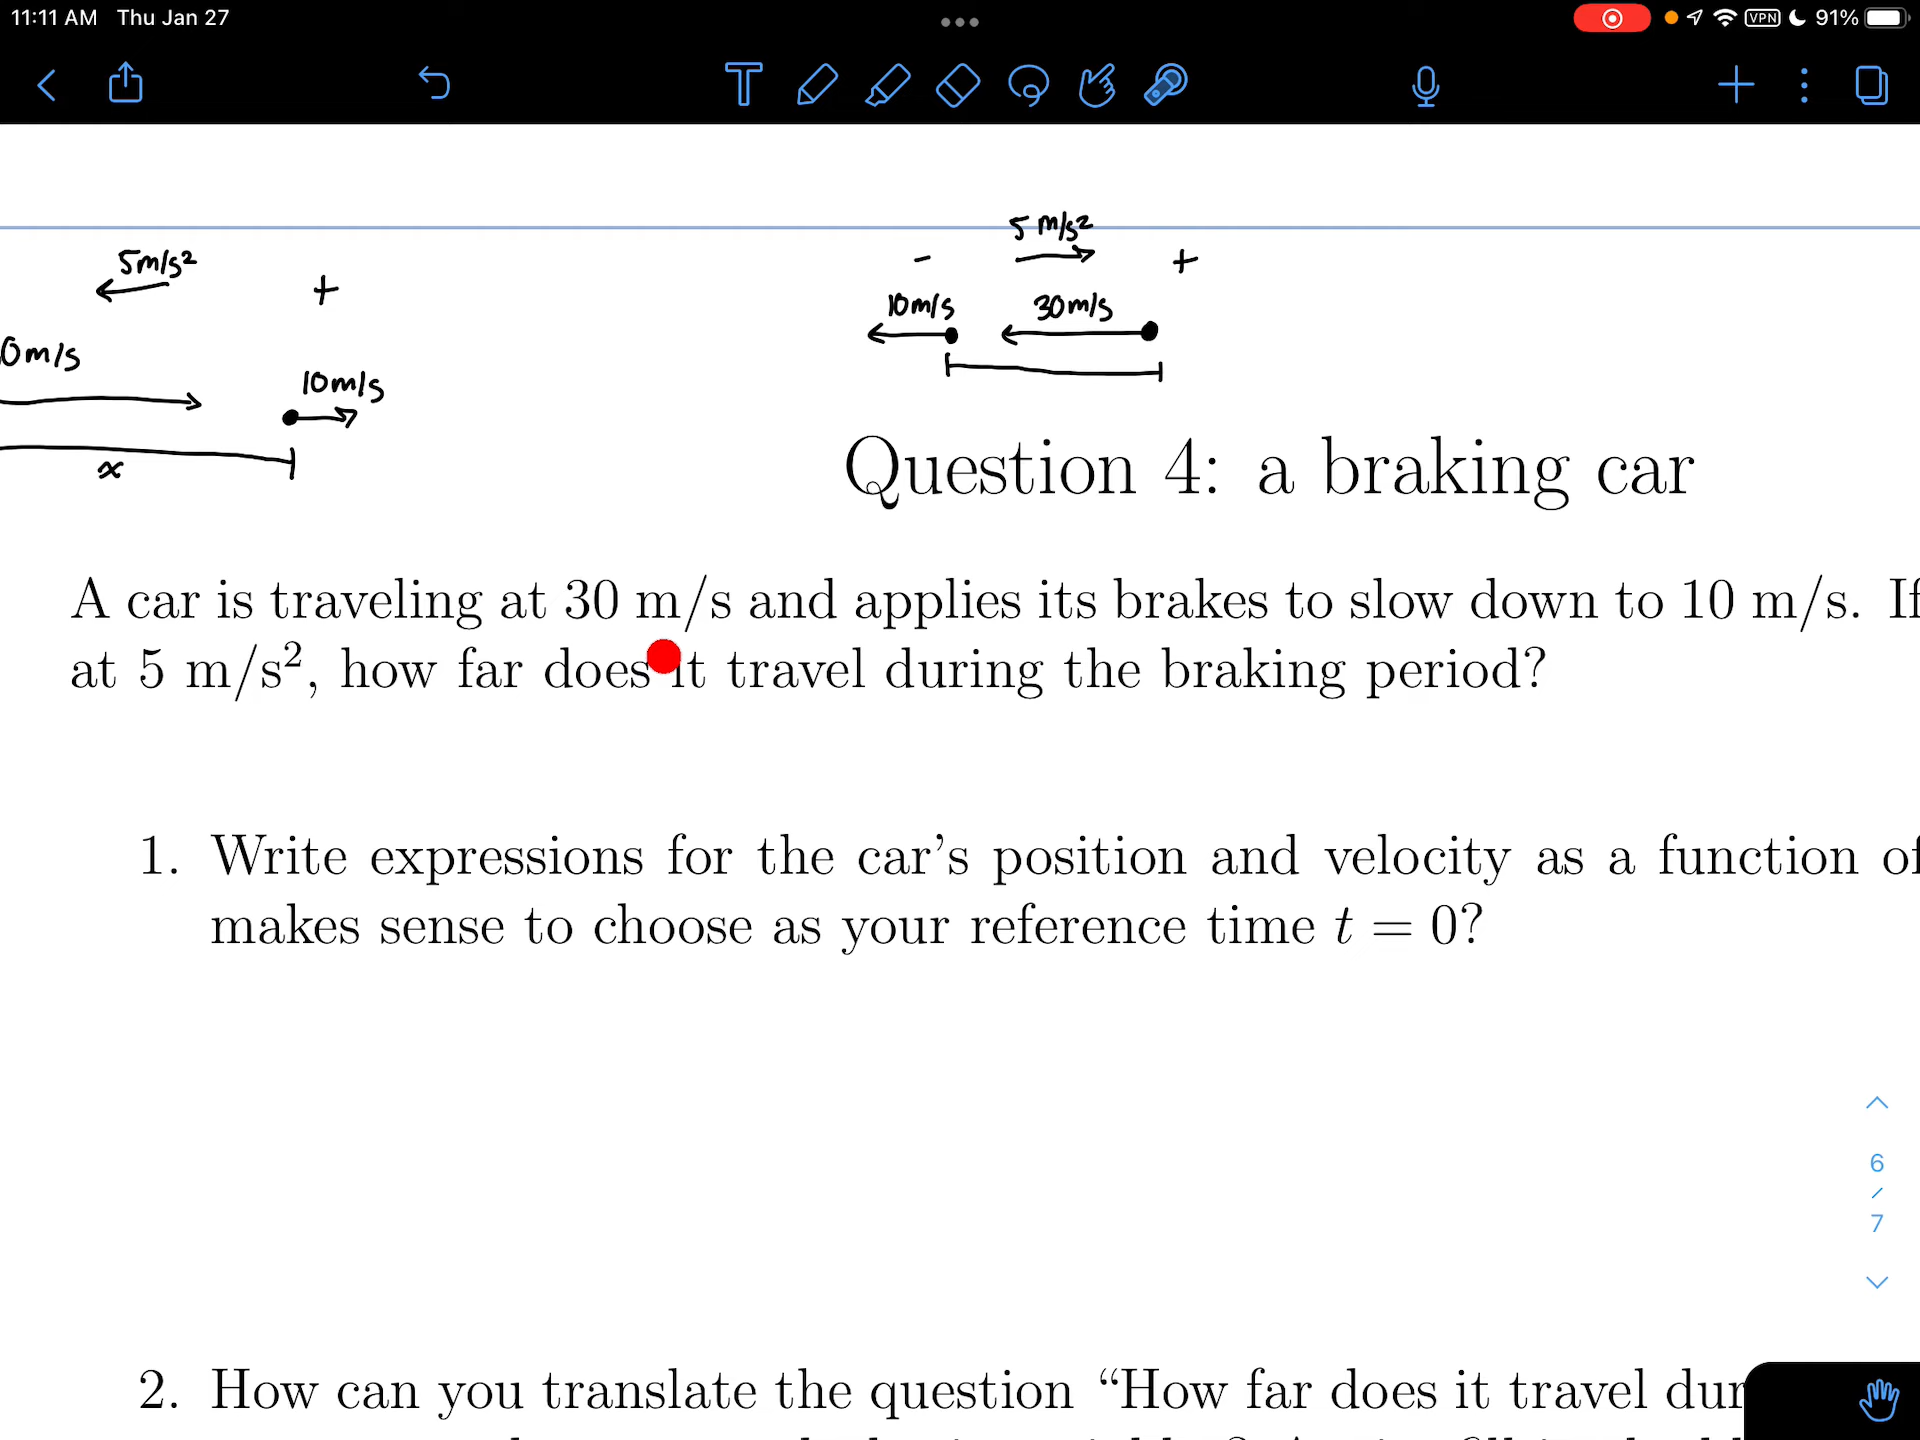 11:11 AM Thu Jan 27
VPN 91%
T
5 m/s²
- +
10m/s 30m/s
5m/s² +
0m/s
10m/s
x
Question 4: a braking car
A car is traveling at 30 m/s and applies its brakes to slow down to 10 m/s. If
at 5 m/s², how far does it travel during the braking period?
1. Write expressions for the car's position and velocity as a function of
makes sense to choose as your reference time t = 0?
6
/
7
2. How can you translate the question “How far does it travel dur